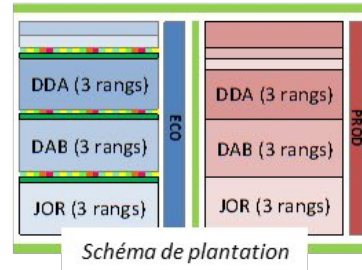 DDA (3 rangs)
DAB (3 rangs)
JOR (3 rangs)
ECO
DDA (3 rangs)
DAB (3 rangs)
JOR (3 rangs)
PROD
Schéma de plantation